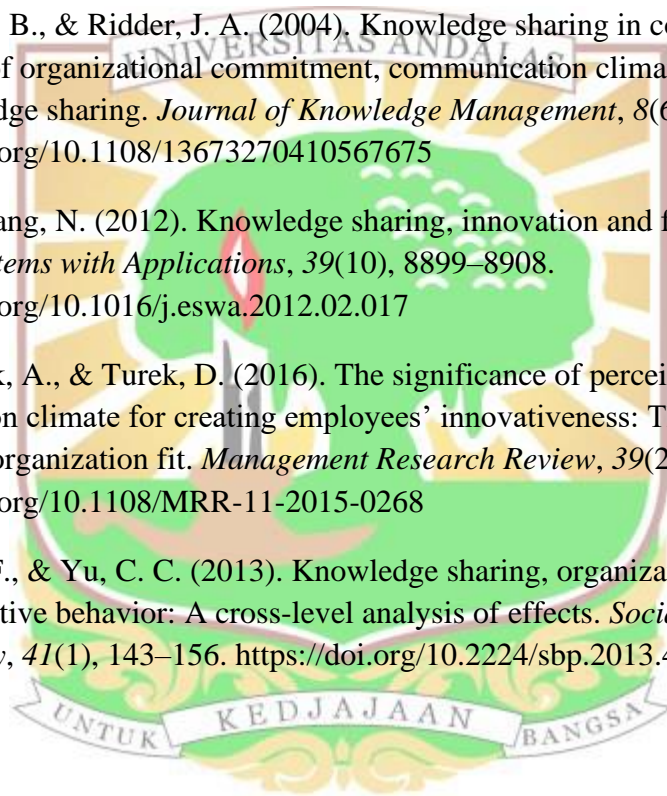 B., & Ridder, J. A. (2004). Knowledge sharing in co
UNIVERSITAS ANDALAS
of organizational commitment, communication clima
dge sharing. Journal of Knowledge Management, 8(6
org/10.1108/13673270410567675
ang, N. (2012). Knowledge sharing, innovation and f
tems with Applications, 39(10), 8899–8908.
org/10.1016/j.eswa.2012.02.017
k, A., & Turek, D. (2016). The significance of percei
on climate for creating employees’ innovativeness: T
organization fit. Management Research Review, 39(2
org/10.1108/MRR-11-2015-0268
F., & Yu, C. C. (2013). Knowledge sharing, organiza
tive behavior: A cross-level analysis of effects. Socia
y, 41(1), 143–156. https://doi.org/10.2224/sbp.2013.4
UNTUK KEDJAJAAN BANGSA